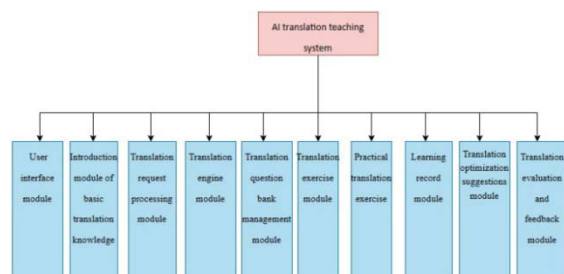 AI translation teaching
system
User
interface
module
Introduction
module of
basic
translation
knowledge
Translation
request
processing
module
Translation
engine
module
Translation
question
bank
management
module
Translation
exercise
module
Practical
translation
exercise
Learning
record
module
Translation
optimization
suggestions
module
Translation
evaluation
and
feedback
module